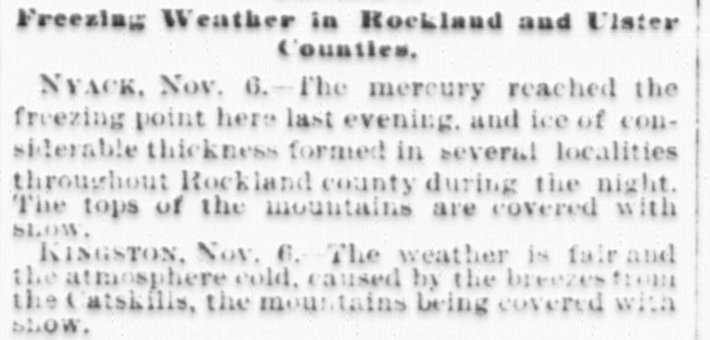 Freezing Weather in Rockland and Ulster
Counties.
NYACK, Nov. 6.—The mercury reached the
freezing point here last evening, and ice of con-
siderable thickness formed in several localities
throughout Rockland county during the night.
The tops of the mountains are covered with
snow.
KINGSTON, Nov. 6.—The weather is fair and
the atmosphere cold, caused by the breezes from
the Catskills, the mountains being covered with
snow.